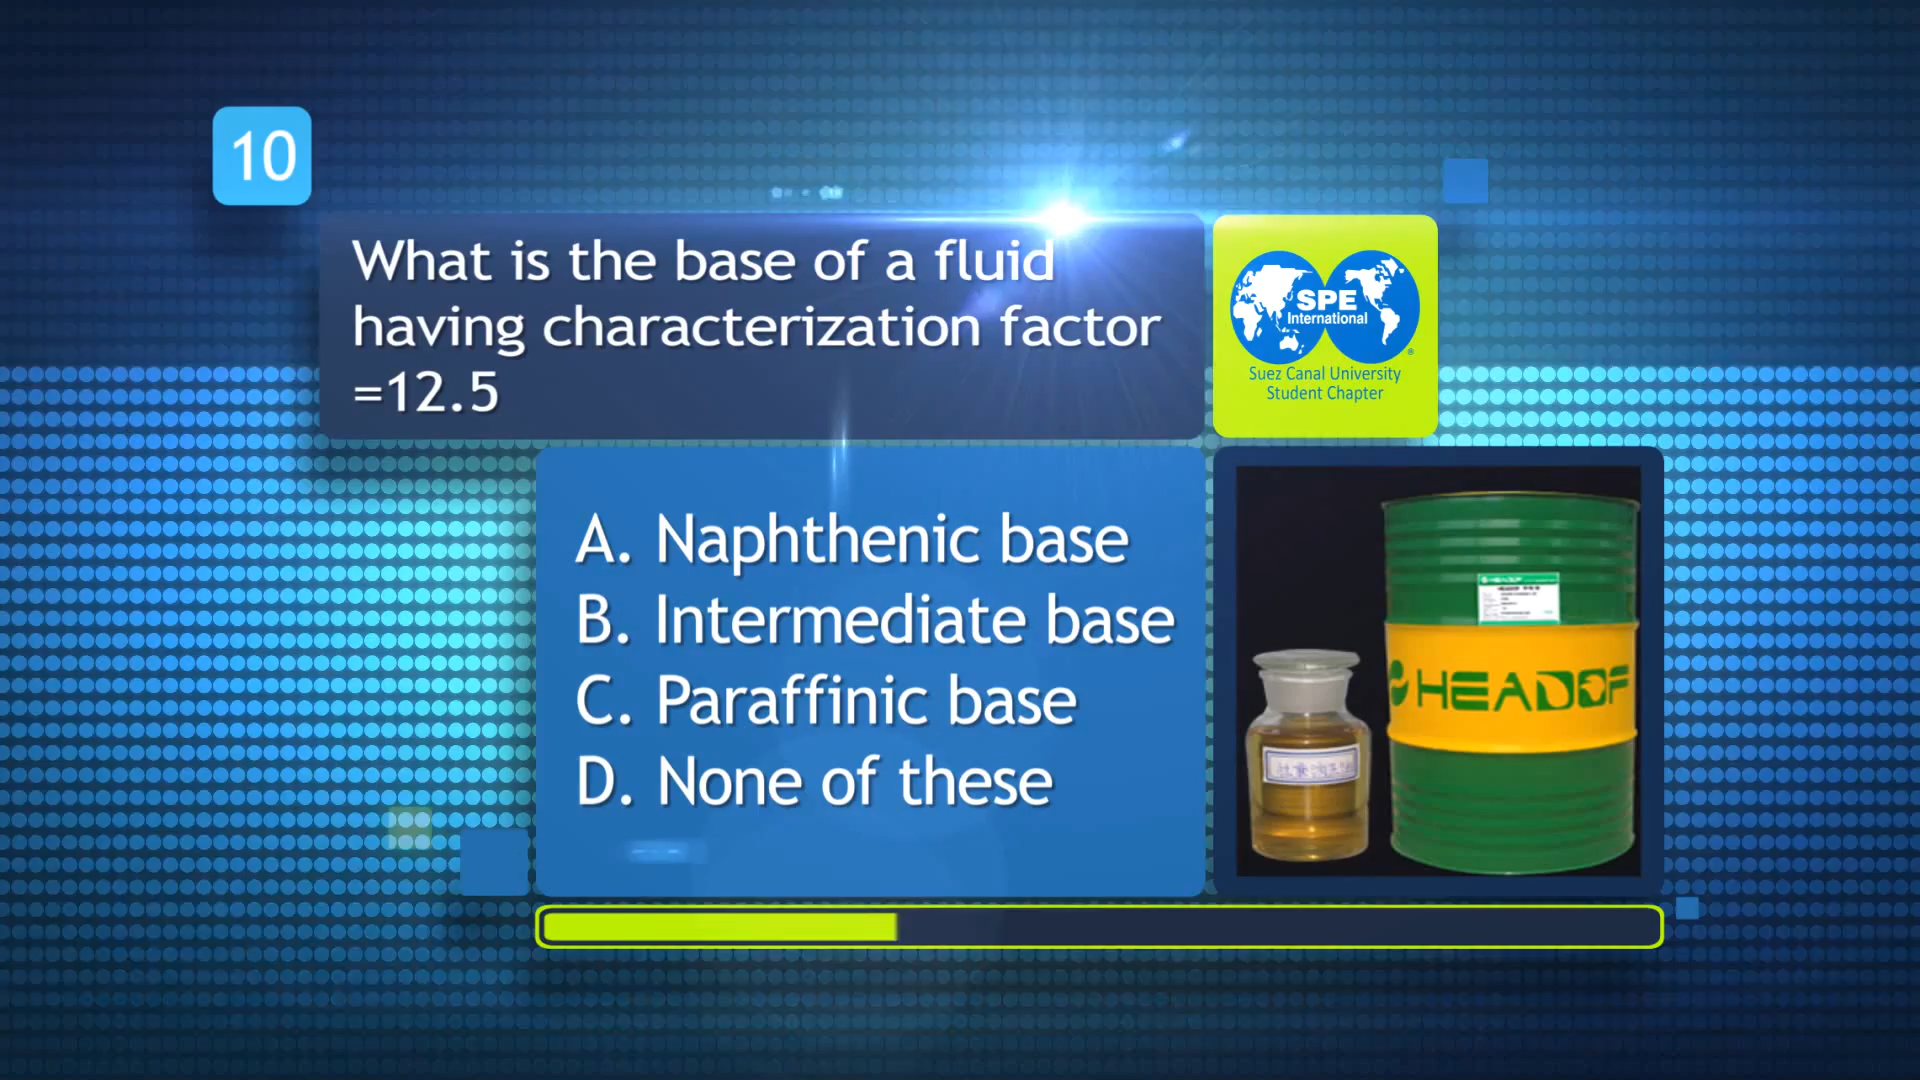 10
What is the base of a fluid
having characterization factor
=12.5
SPE
International
®
Suez Canal University
Student Chapter
A. Naphthenic base
B. Intermediate base
C. Paraffinic base
D. None of these
HEADOF
HEADOF